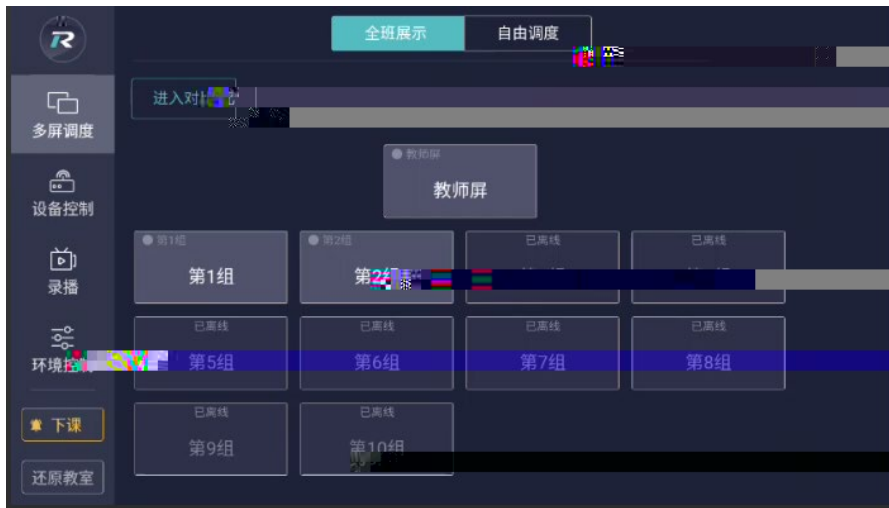 全班展示 自由调度
进入对
多屏调度
教师屏
教师屏
设备控制
第1组 第2组 已离线 已离线
第1组 第2组
录播
已离线 已离线 已离线 已离线
环境控制
第5组 第6组 第7组 第8组
已离线 已离线
下课
第9组 第10组
还原教室